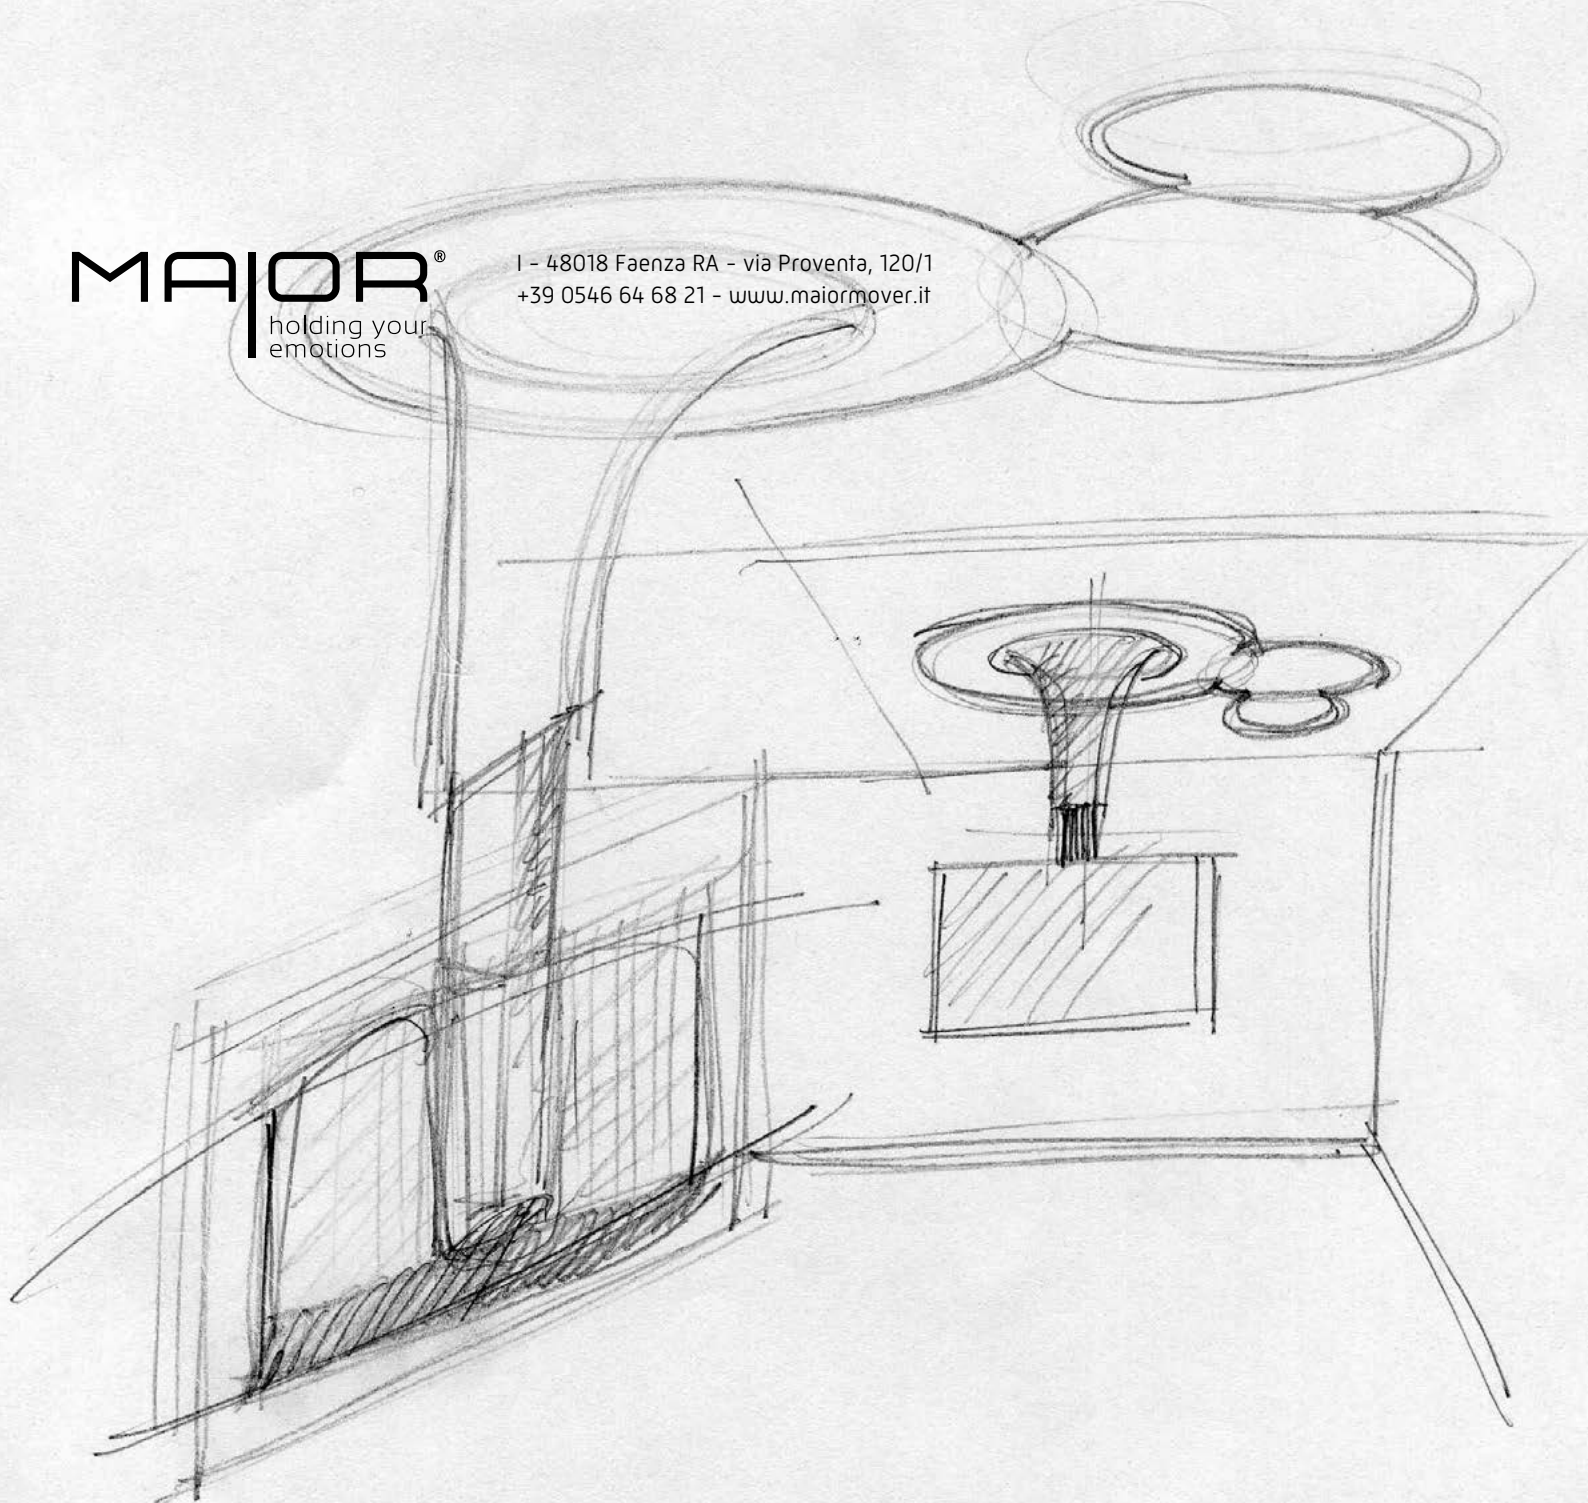 MAIOR®
holding your
emotions
I - 48018 Faenza RA - via Proventa, 120/1
+39 0546 64 68 21 - www.maiormover.it